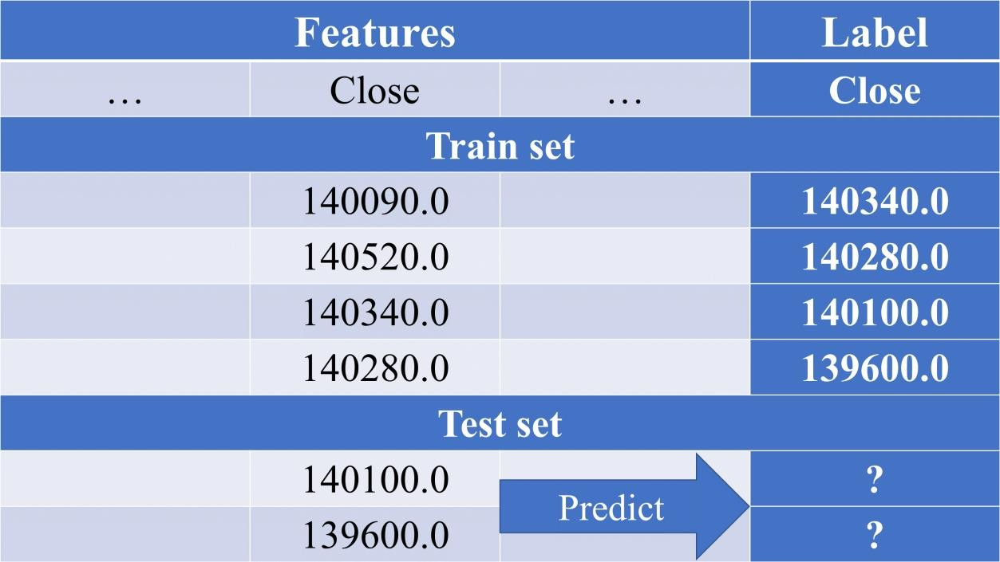 Features Label
… Close … Close
Train set
140090.0 140340.0
140520.0 140280.0
140340.0 140100.0
140280.0 139600.0
Test set
140100.0 ?
Predict
139600.0 ?